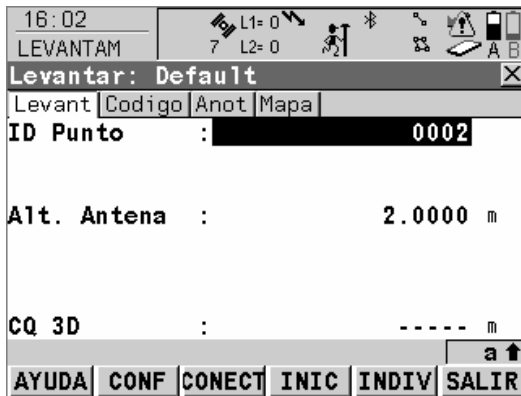 16:02 L1= 0
LEVANTAM 7 L2= 0 A B
Levantar: Default
Levant Codigo Anot Mapa
ID Punto : 0002
Alt. Antena : 2.0000 m
CQ 3D : ----- m
a
AYUDA CONF CONECT INIC INDIV SALIR